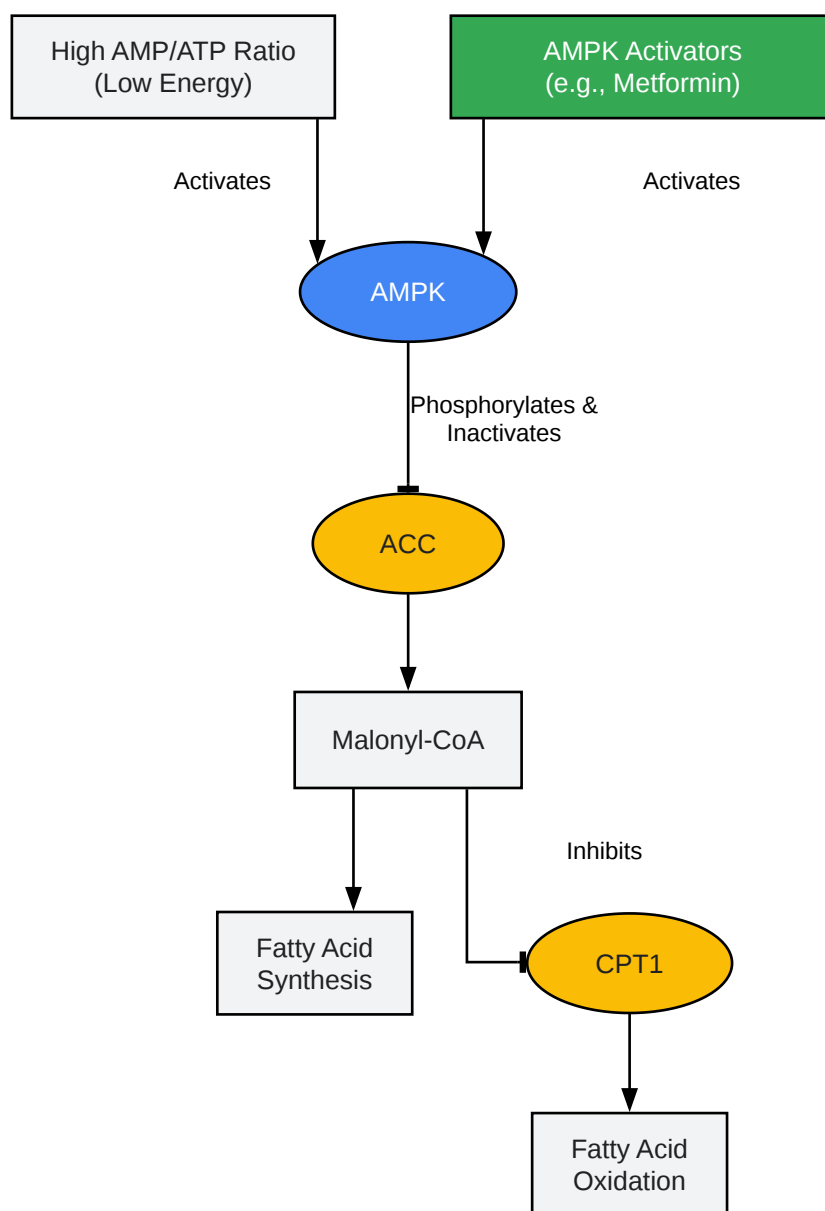 High AMP/ATP Ratio
(Low Energy)
AMPK Activators
(e.g., Metformin)
Activates
Activates
AMPK
Phosphorylates &
Inactivates
ACC
Malonyl-CoA
Inhibits
Fatty Acid
Synthesis
CPT1
Fatty Acid
Oxidation